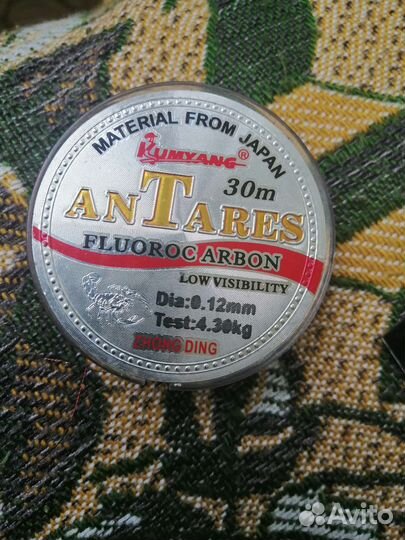 MATERIAL FROM JAPAN
KUMYANG®
30m
ANTARES
FLUOROC ARBON
LOW VISIBILITY
Dia:0.12mm
Test:4.30kg
ZHONG DING
Avito